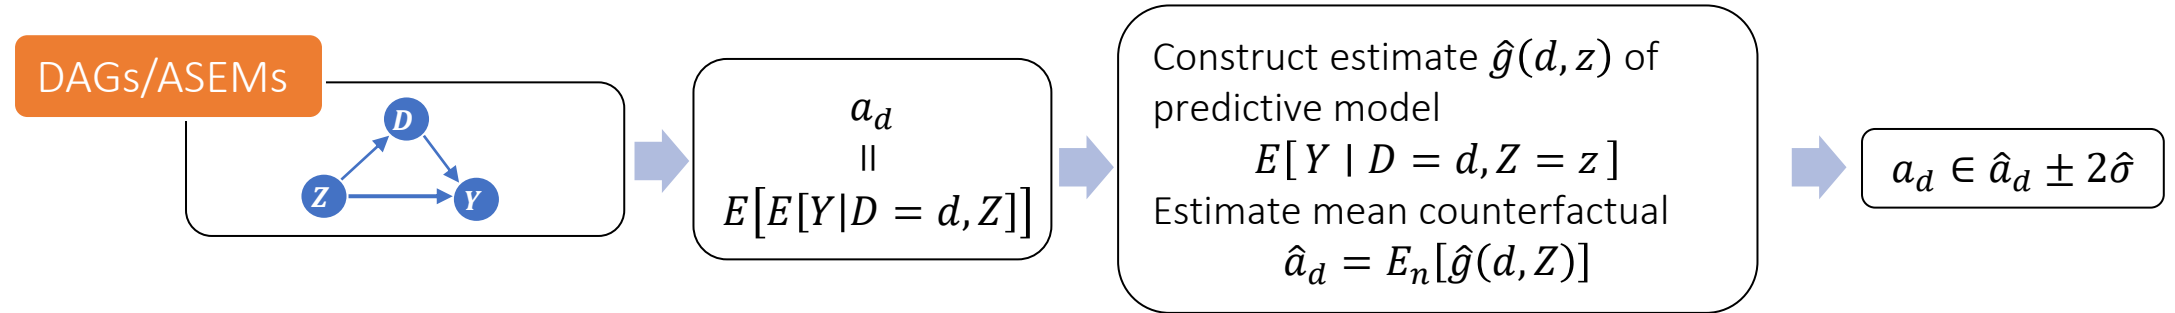 DAGs/ASEMs
D
Z
Y
a_d
=
E[E[Y|D = d, Z]]
Construct estimate ĝ(d, z) of
predictive model
E[ Y | D = d, Z = z ]
Estimate mean counterfactual
â_d = E_n[ĝ(d, Z)]
a_d ∈ â_d ± 2σ̂